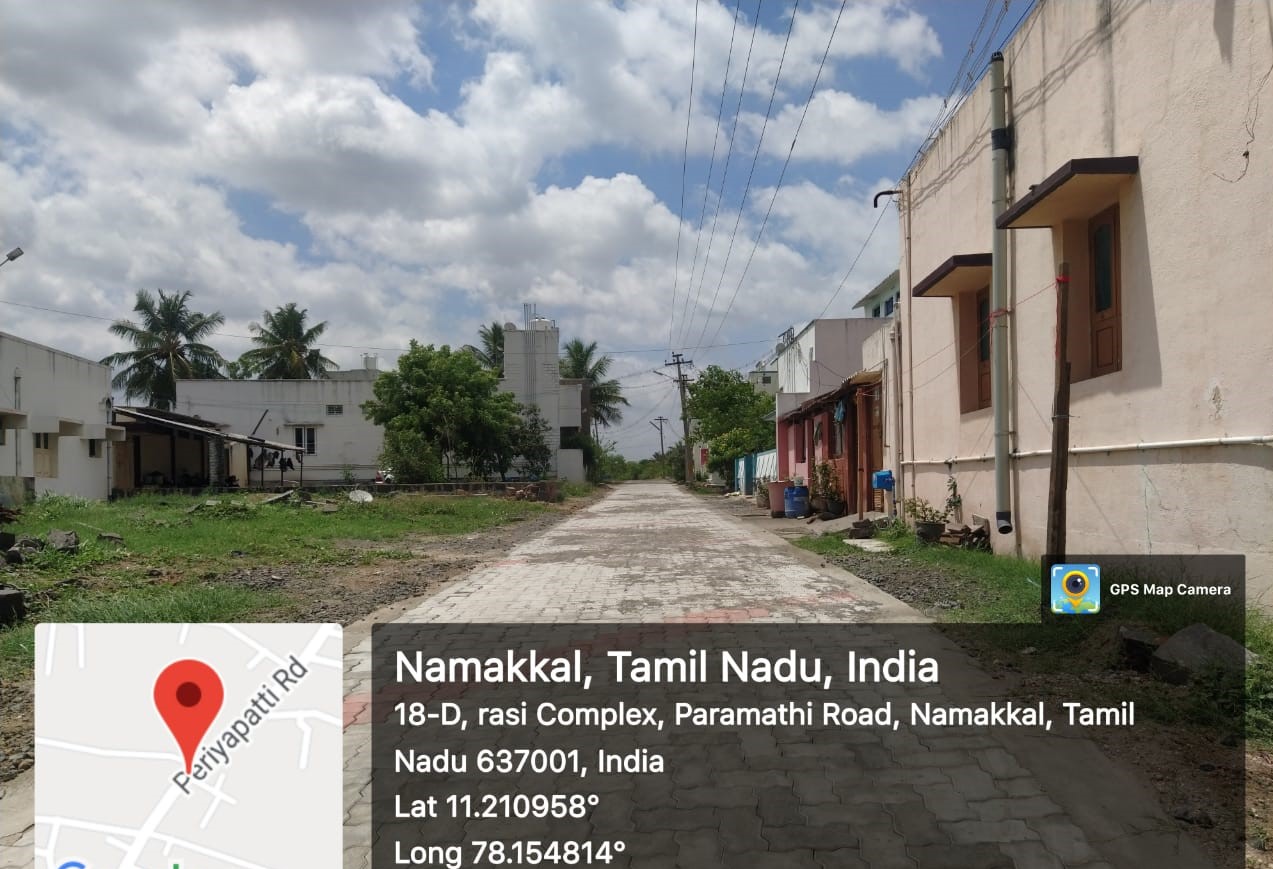 GPS Map Camera
Namakkal, Tamil Nadu, India
18-D, rasi Complex, Paramathi Road, Namakkal, Tamil
Nadu 637001, India
Lat 11.210958°
Long 78.154814°
Periyapatti Rd